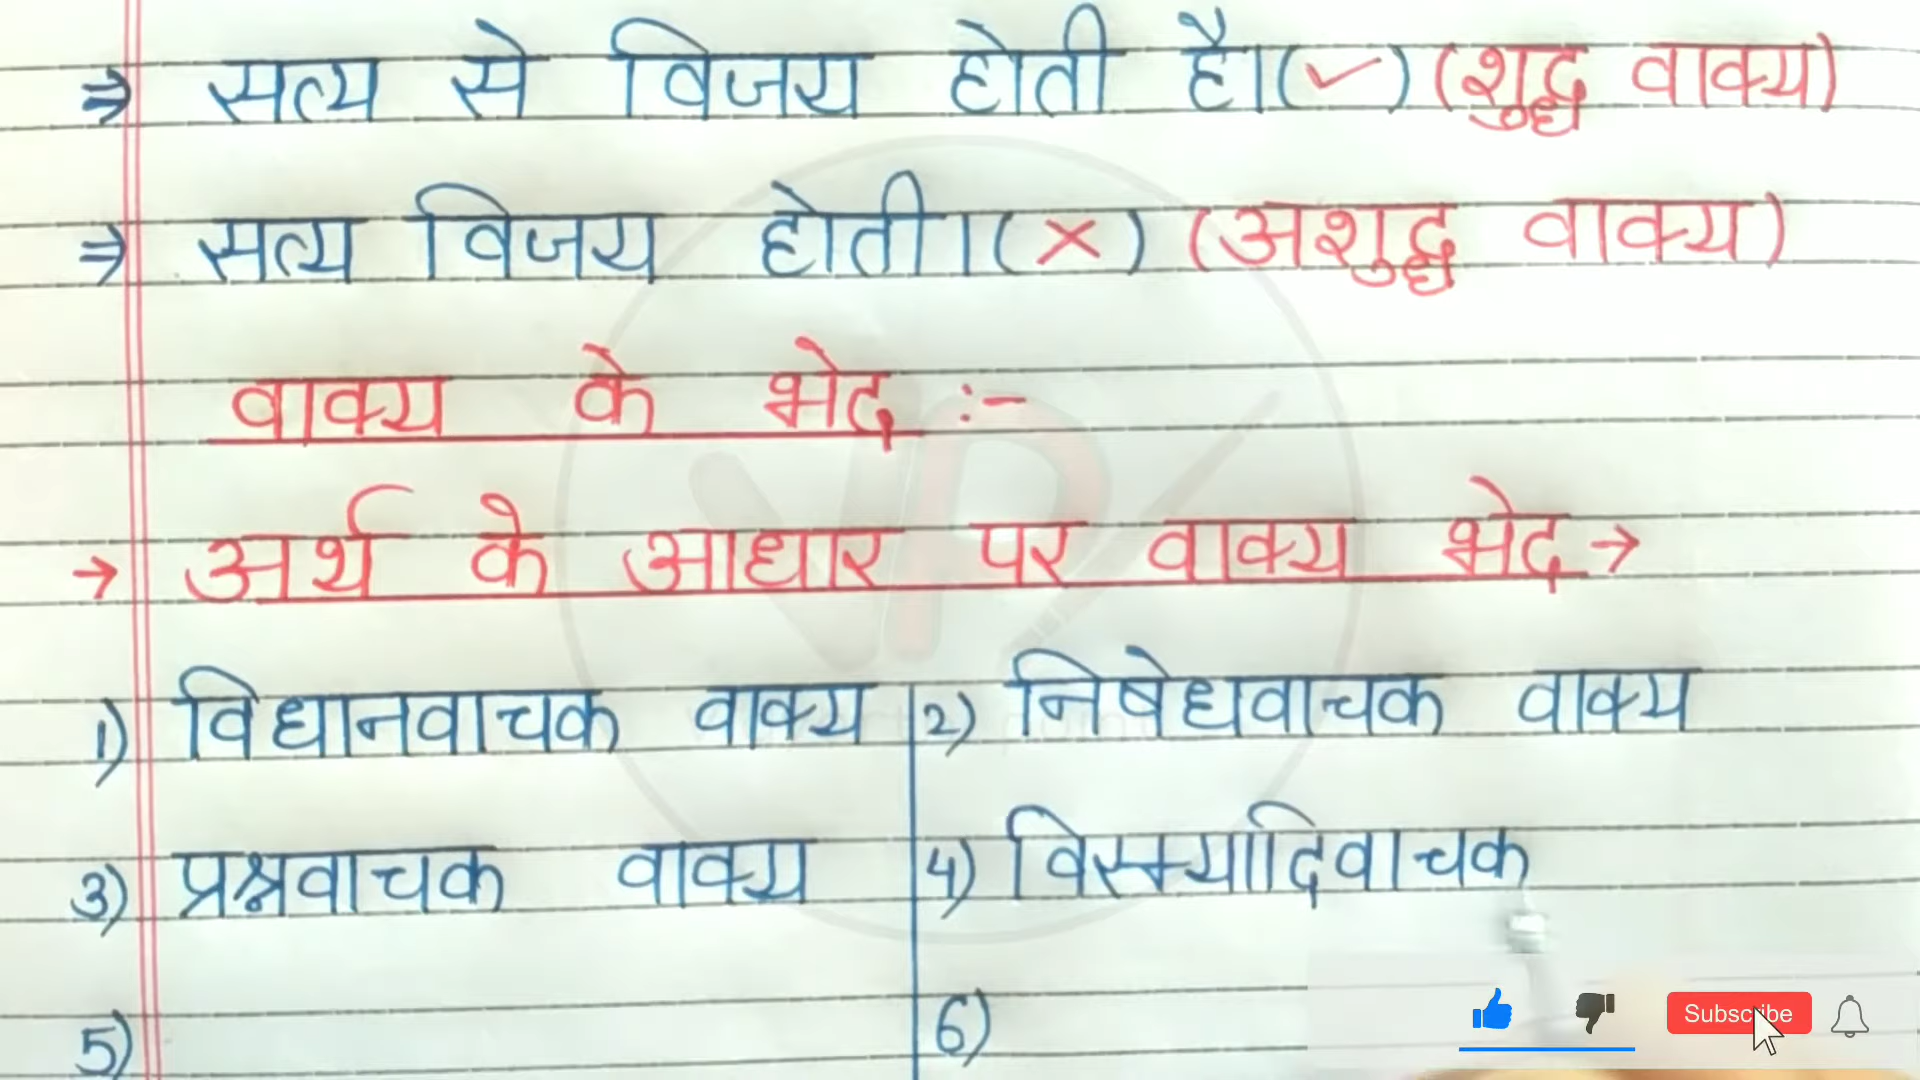 ⇒ सत्य से विजय होती है। (✓) (शुद्ध वाक्य)
⇒ सत्य विजय होती। (×) (अशुद्ध वाक्य)
वाक्य के भेद :-
→ अर्थ के आधार पर वाक्य भेद →
1) विधानवाचक वाक्य 2) निषेधवाचक वाक्य
3) प्रश्नवाचक वाक्य 4) विस्म्यादिवाचक
5) 6)
Subscribe